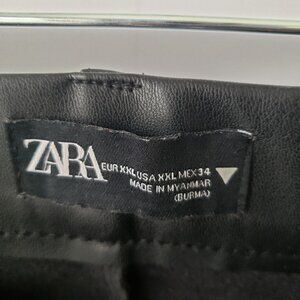 ZARA
EUR XXL USA XXL MEX 34
MADE IN MYANMAR
(BURMA)